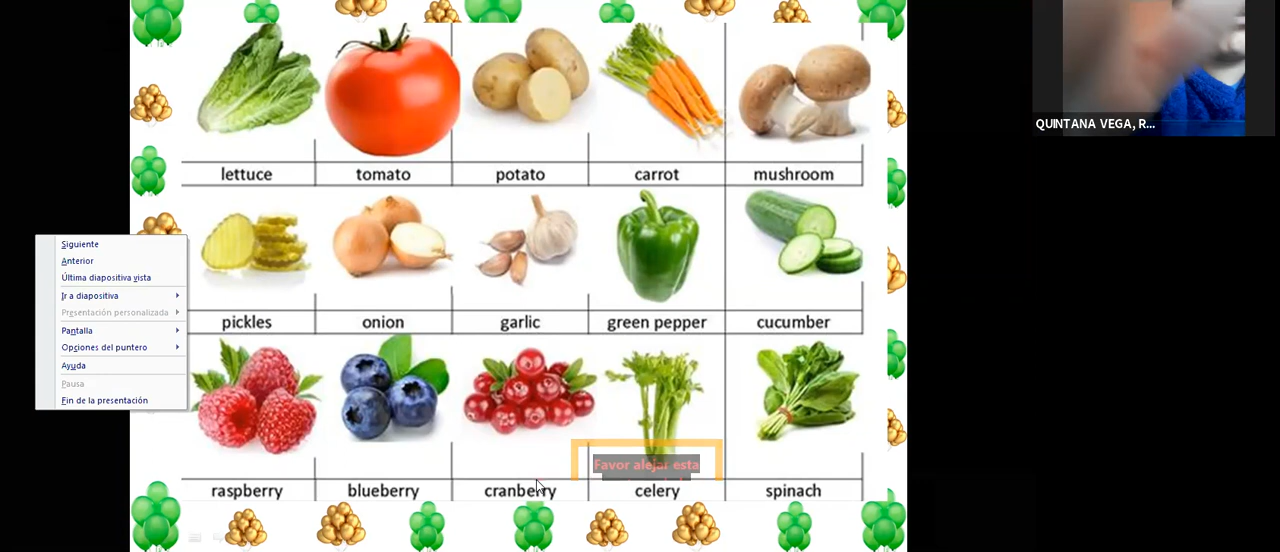 QUINTANA VEGA, R...
lettuce
tomato
potato
carrot
mushroom
Siguiente
Anterior
Última diapositiva vista
Ir a diapositiva
Presentación personalizada
Pantalla
Opciones del puntero
Ayuda
Pausa
Fin de la presentación
pickles
onion
garlic
green pepper
cucumber
Favor alejar esta
raspberry
blueberry
cranberry
celery
spinach